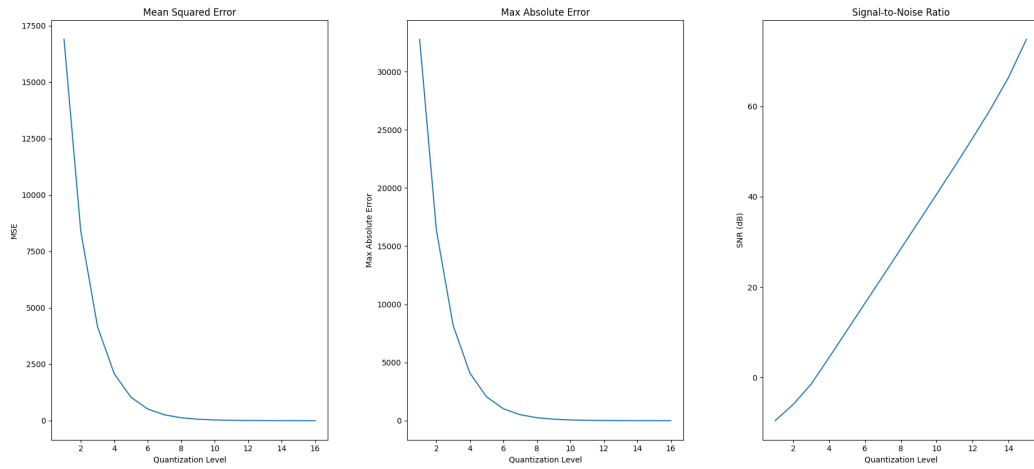 Mean Squared Error
17500
15000
12500
10000
7500
5000
2500
0
MSE
2 4 6 8 10 12 14 16
Quantization Level
Max Absolute Error
30000
25000
20000
15000
10000
5000
0
Max Absolute Error
2 4 6 8 10 12 14 16
Quantization Level
Signal-to-Noise Ratio
60
40
20
0
SNR (dB)
2 4 6 8 10 12 14
Quantization Level